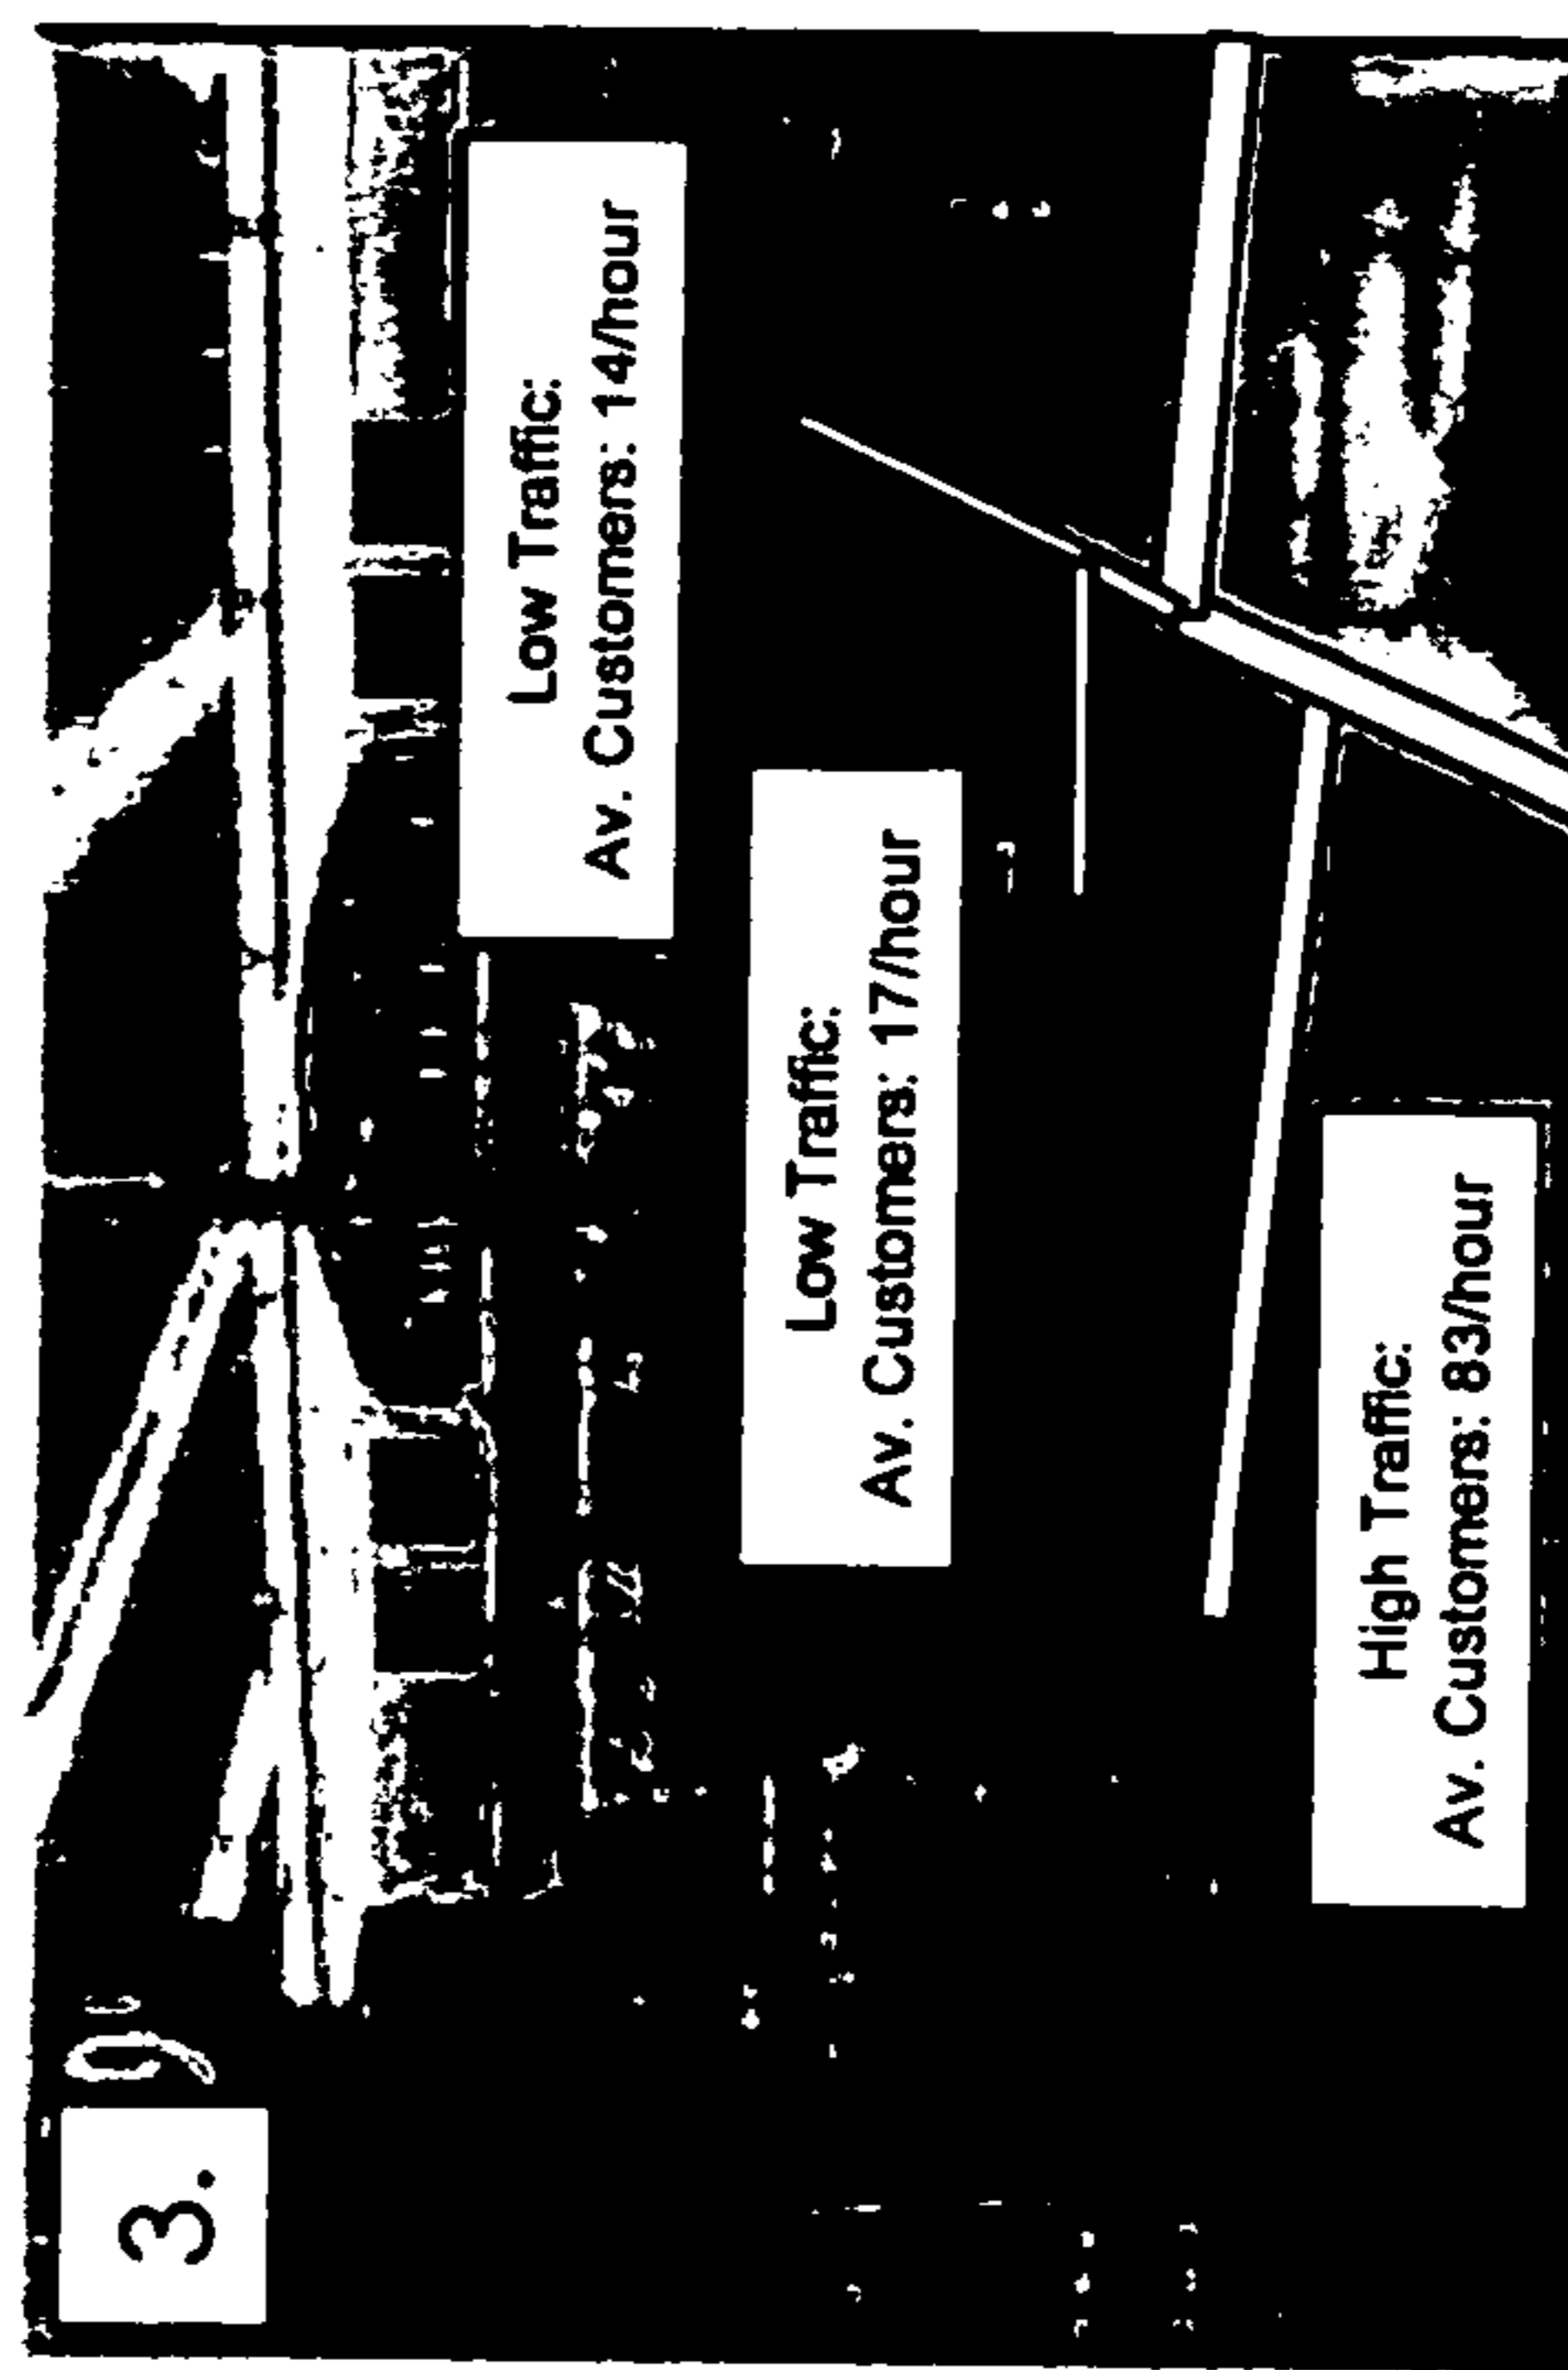 3.
Low Traffic:
Av. Customers: 14/hour
Low Traffic:
Av. Customers: 17/hour
High Traffic:
Av. Customers: 83/hour